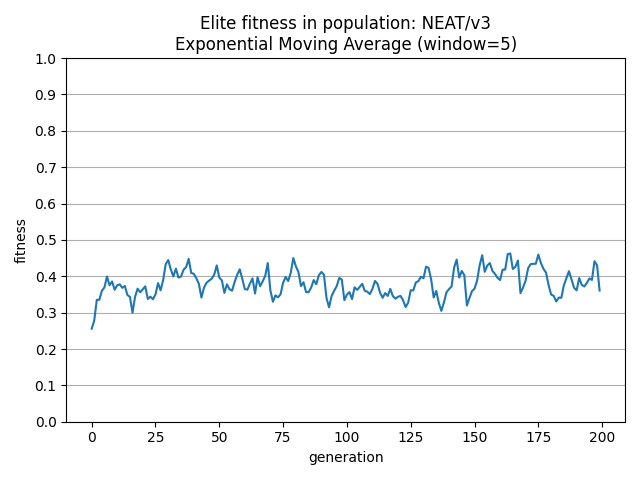 Elite fitness in population: NEAT/v3
Exponential Moving Average (window=5)
1.0
0.9
0.8
0.7
0.6
0.5
0.4
0.3
0.2
0.1
0.0
fitness
0 25 50 75 100 125 150 175 200
generation